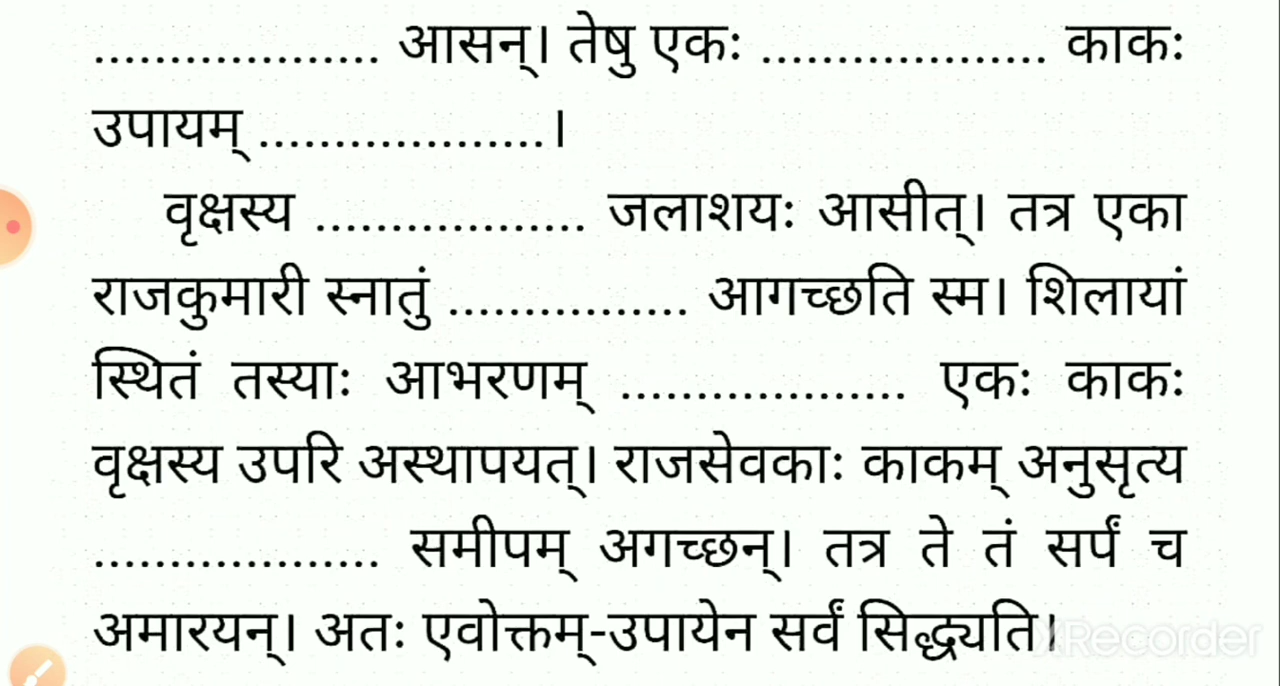 ................... आसन्। तेषु एकः ................... काकः
उपायम् ...................।
वृक्षस्य .................. जलाशयः आसीत्। तत्र एका
राजकुमारी स्नातुं ................ आगच्छति स्म। शिलायां
स्थितं तस्याः आभरणम् ................... एकः काकः
वृक्षस्य उपरि अस्थापयत्। राजसेवकाः काकम् अनुसृत्य
................... समीपम् अगच्छन्। तत्र ते तं सर्पं च
अमारयन्। अतः एवोक्तम्-उपायेन सर्वं सिद्ध्यति।
XRecorder